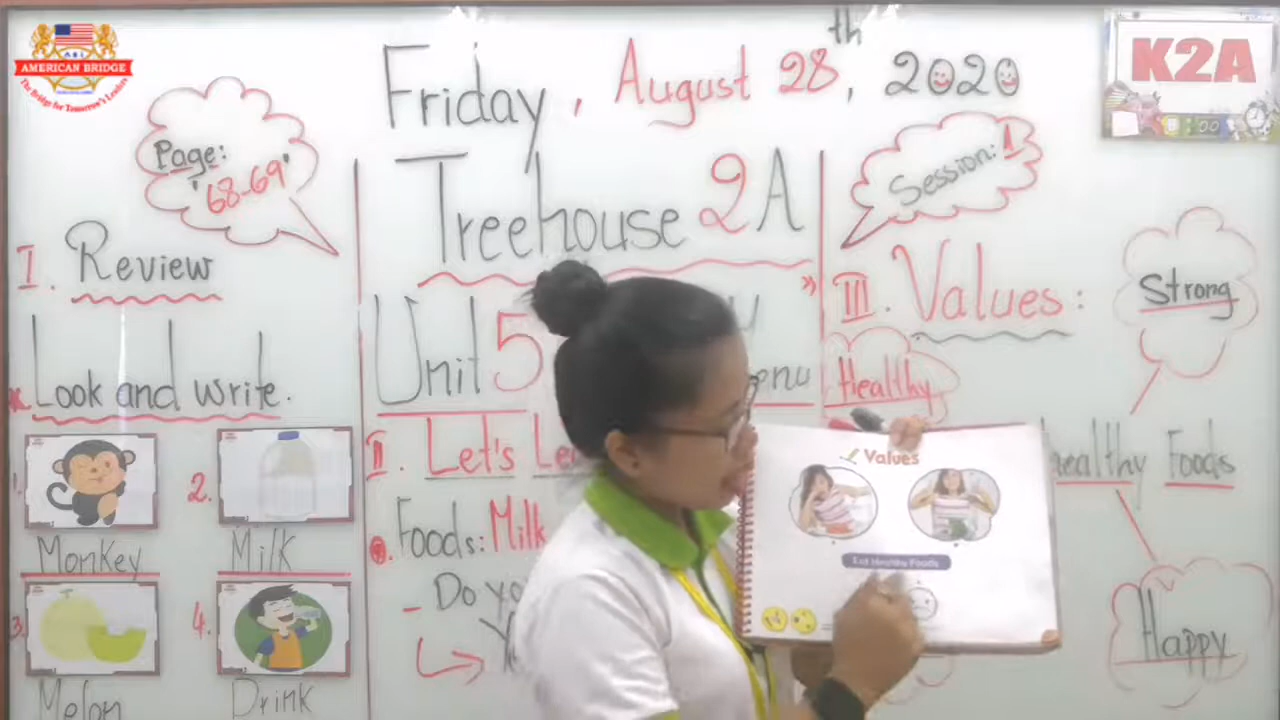 A B I
AMERICAN BRIDGE
The Bridge for Tomorrow's Leaders
Friday, August 28th, 2020
K2A
Page:
"68-69"
Treehouse 2A
Session: 1
I. Review
Look and write.
1.
Monkey
2.
Milk
3.
Melon
4.
Drink
Unit 5
enu
II. Let's
Foods: Milk
- Do
III. Values:
Healthy
Strong
healthy Foods
Happy
Values
Eat Healthy Foods